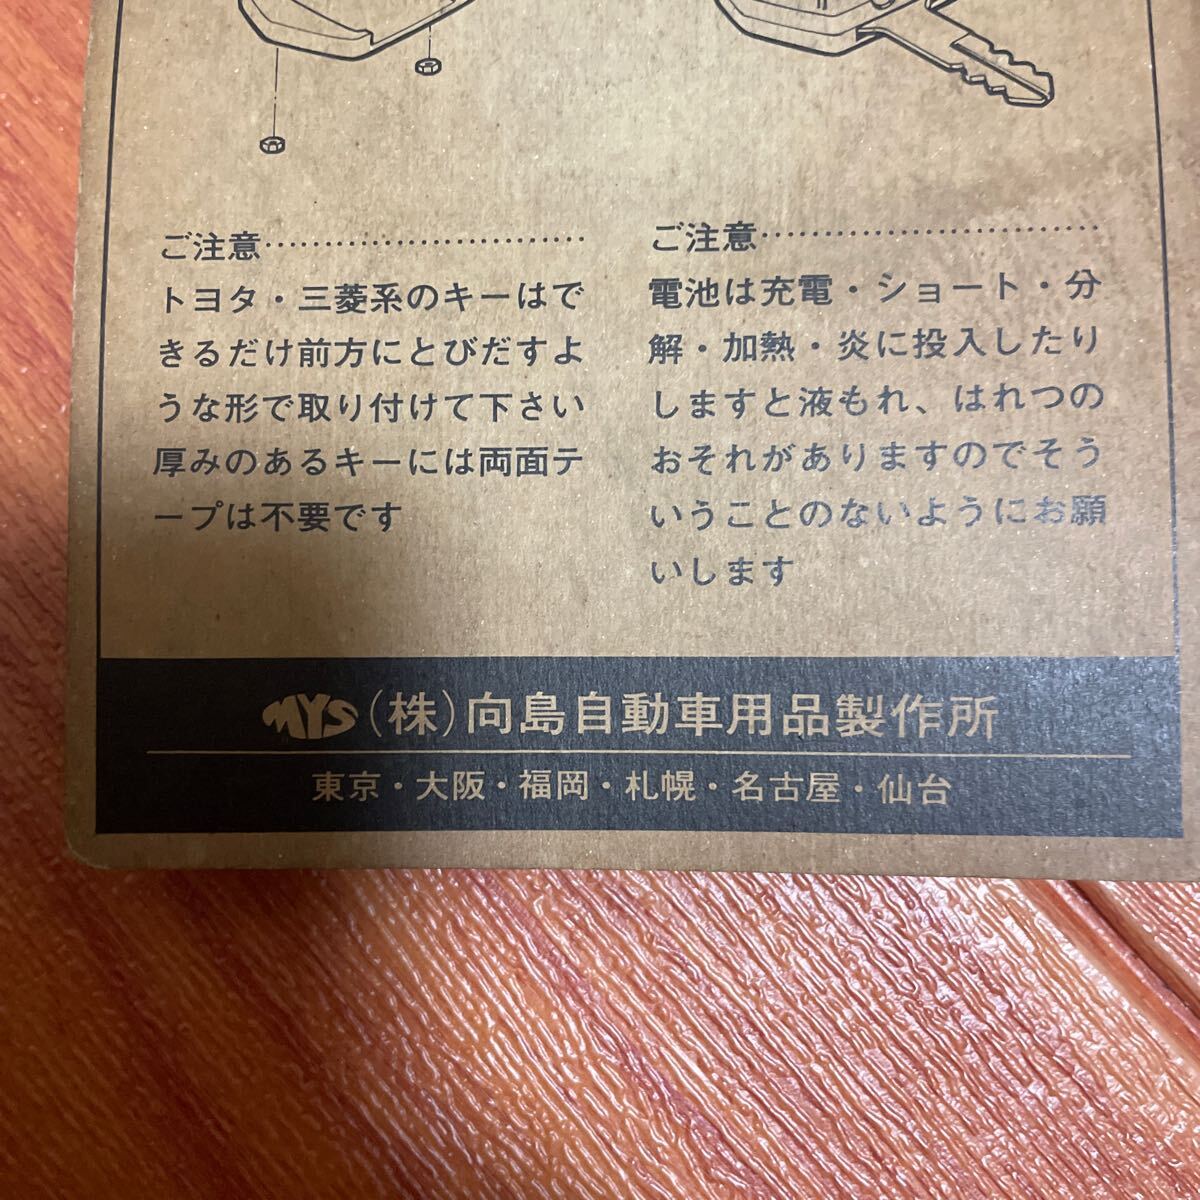 ご注意…………………………
トヨタ・三菱系のキーはで
きるだけ前方にとびだすよ
うな形で取り付けて下さい
厚みのあるキーには両面テ
ープは不要です
ご注意…………………………
電池は充電・ショート・分
解・加熱・炎に投入したり
しますと液もれ、はれつの
おそれがありますのでそう
いうことのないようにお願
いします
MYS (株)向島自動車用品製作所
東京・大阪・福岡・札幌・名古屋・仙台